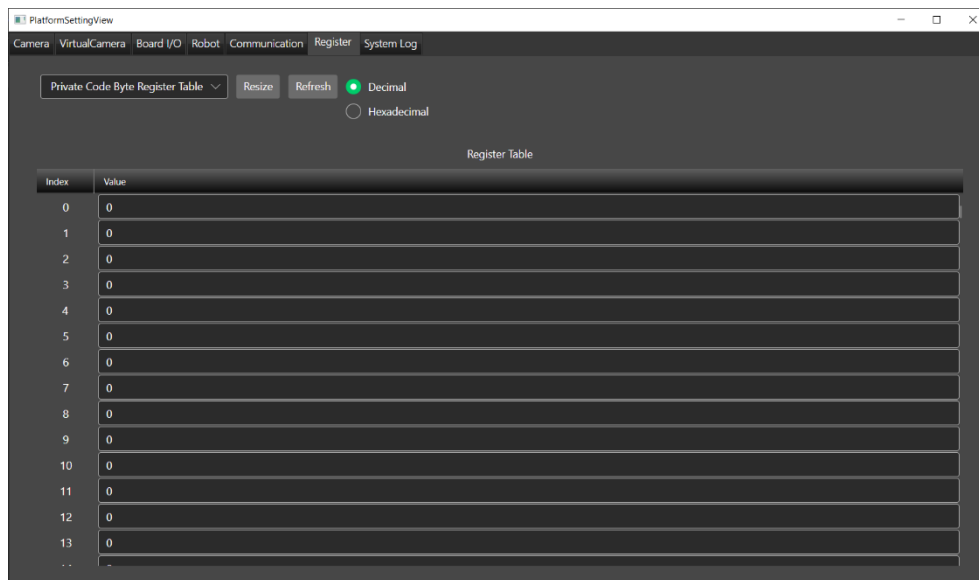 PlatformSettingView
Camera VirtualCamera Board I/O Robot Communication Register System Log
Private Code Byte Register Table Resize Refresh Decimal
Hexadecimal
Register Table
Index Value
0 0
1 0
2 0
3 0
4 0
5 0
6 0
7 0
8 0
9 0
10 0
11 0
12 0
13 0